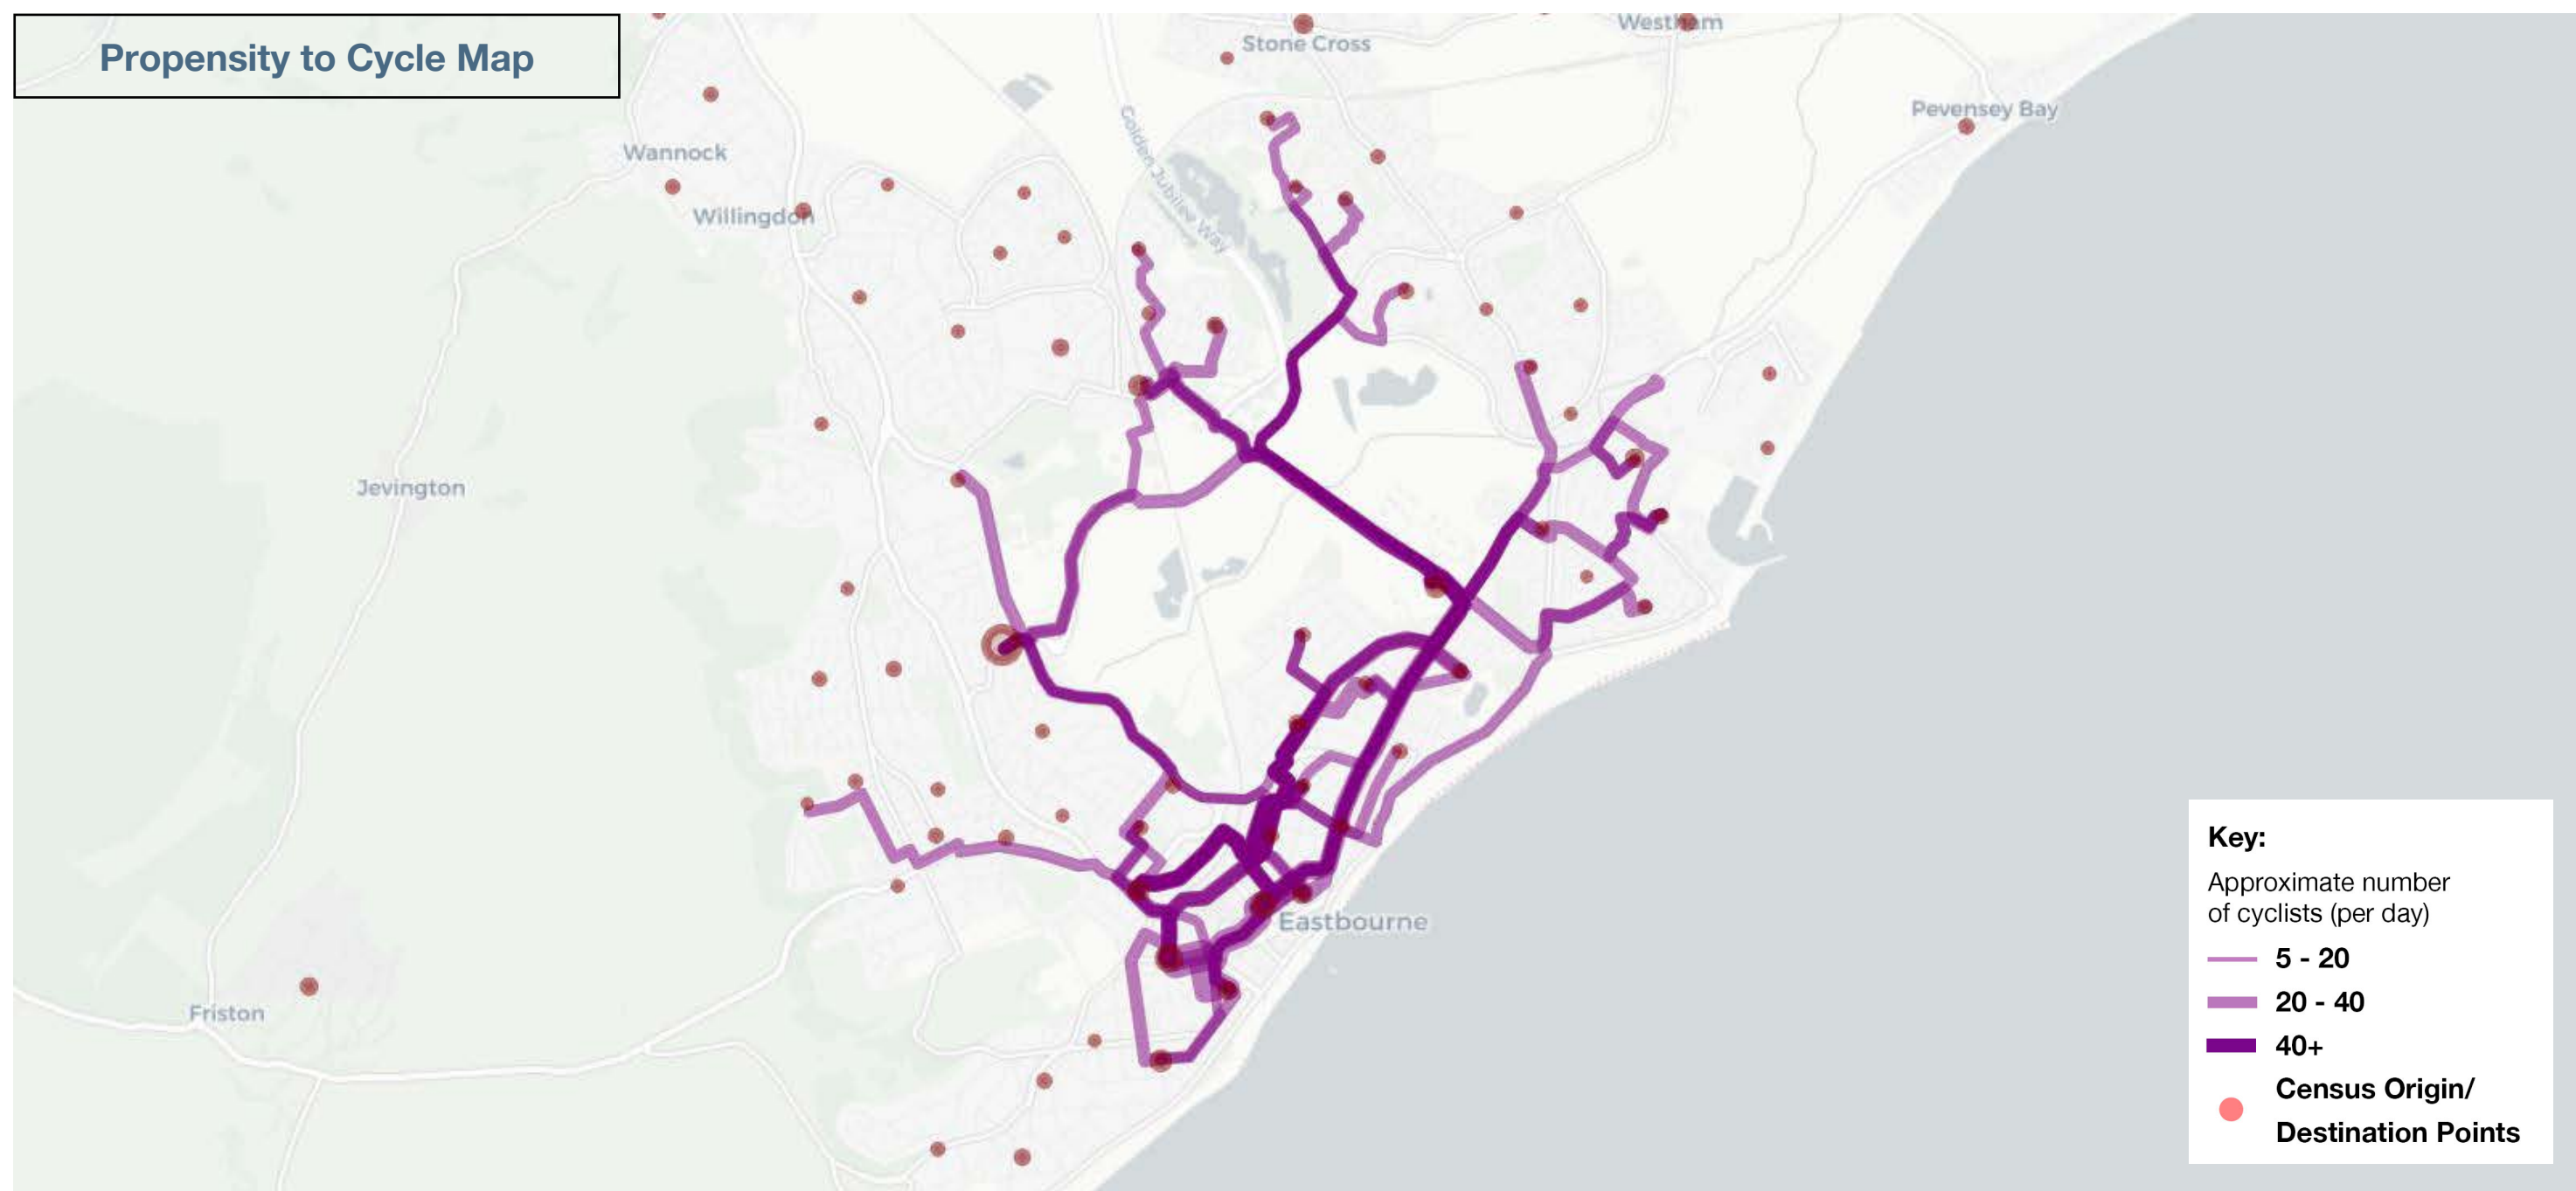 Propensity to Cycle Map
Westham
Stone Cross
Pevensey Bay
Golden Jubilee Way
Wannock
Willingdon
Jevington
Eastbourne
Friston
Key:
Approximate number
of cyclists (per day)
5 - 20
20 - 40
40+
Census Origin/
Destination Points